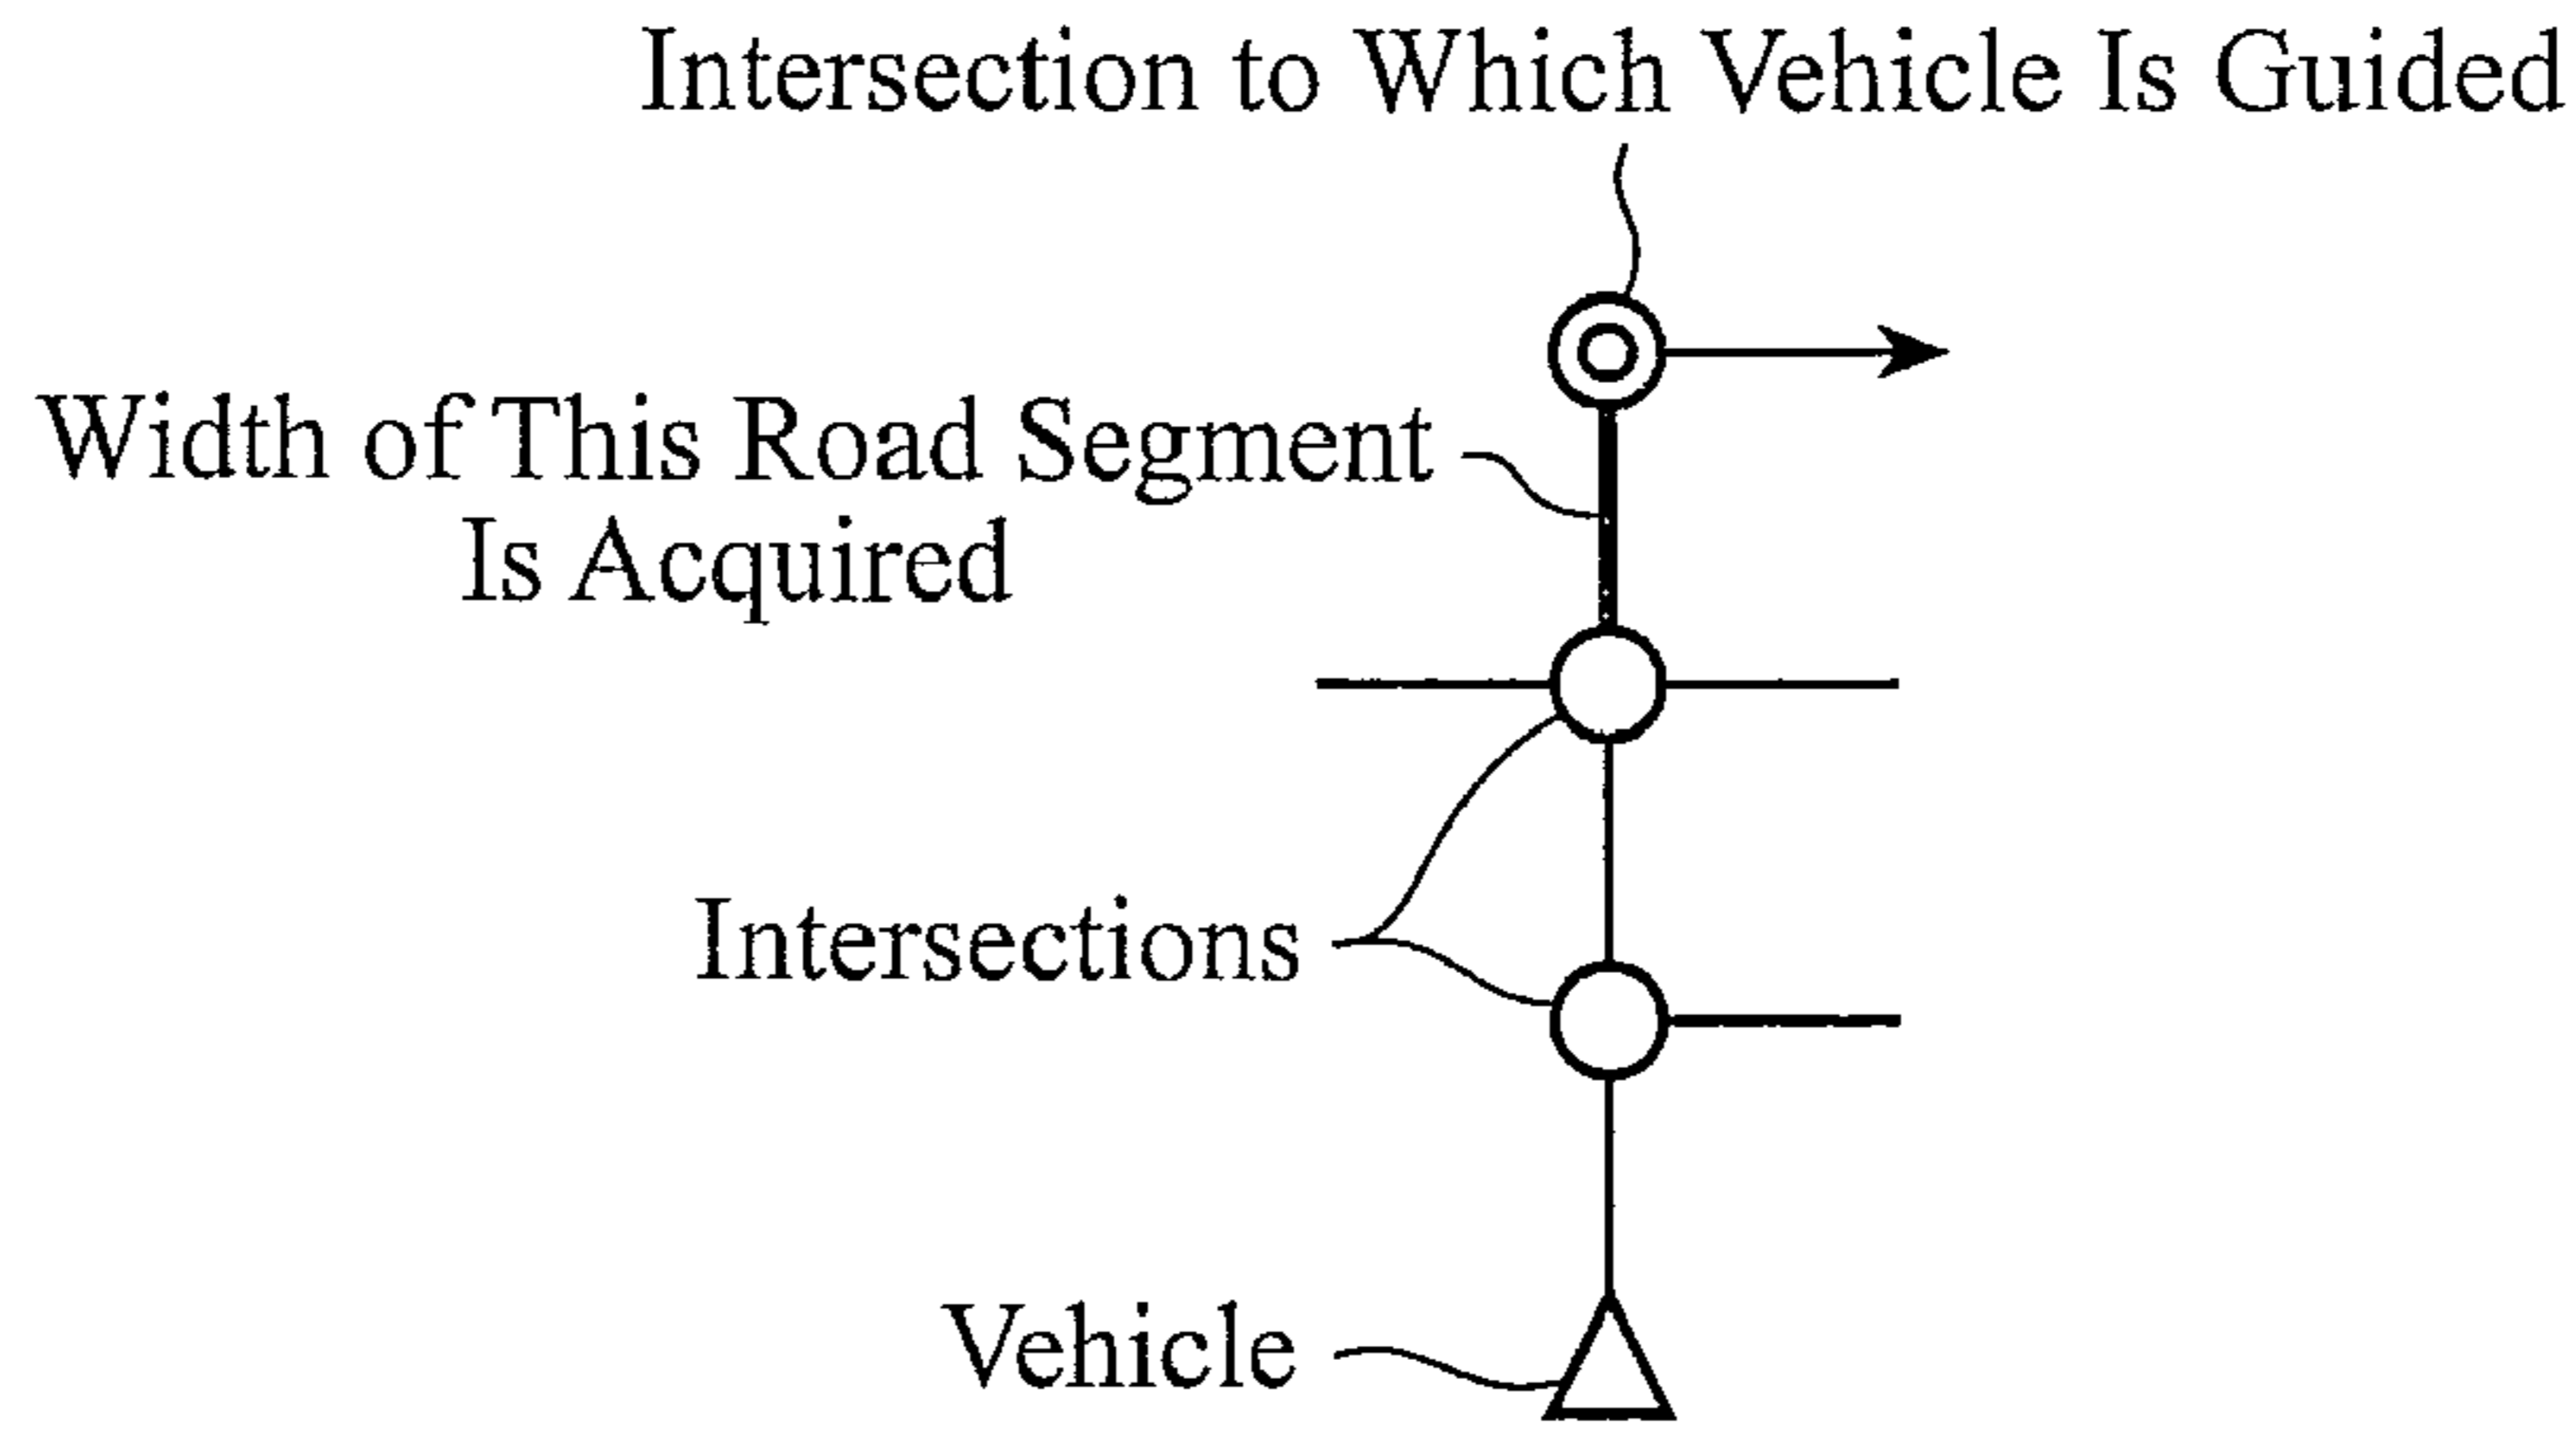 Intersection to Which Vehicle Is Guided
Width of This Road Segment
Is Acquired
Intersections
Vehicle